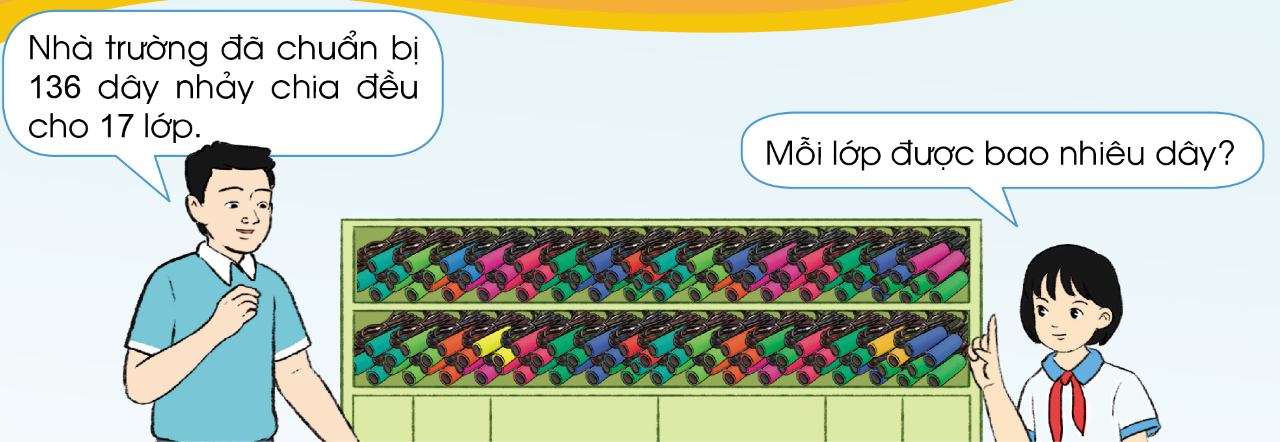 Nhà trường đã chuẩn bị
136 dây nhảy chia đều
cho 17 lớp.
Mỗi lớp được bao nhiêu dây?